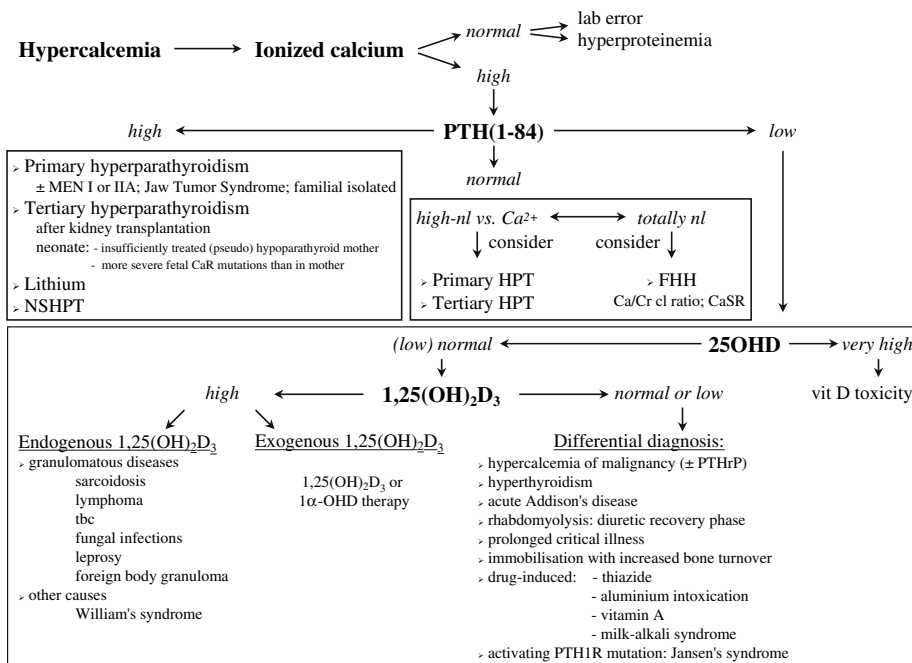 Hypercalcemia
Ionized calcium
normal
lab error
hyperproteinemia
high
high
PTH(1-84)
low
normal
➢ Primary hyperparathyroidism
± MEN I or IIA; Jaw Tumor Syndrome; familial isolated
➢ Tertiary hyperparathyroidism
after kidney transplantation
neonate: - insufficiently treated (pseudo) hypoparathyroid mother
- more severe fetal CaR mutations than in mother
➢ Lithium
➢ NSHPT
high-nl vs. Ca²⁺
totally nl
consider
consider
➢ Primary HPT
➢ Tertiary HPT
➢ FHH
Ca/Cr cl ratio; CaSR
(low) normal
25OHD
very high
high
1,25(OH)₂D₃
normal or low
vit D toxicity
Endogenous 1,25(OH)₂D₃
➢ granulomatous diseases
sarcoidosis
lymphoma
tbc
fungal infections
leprosy
foreign body granuloma
➢ other causes
William's syndrome
Exogenous 1,25(OH)₂D₃
1,25(OH)₂D₃ or
1α-OHD therapy
Differential diagnosis:
➢ hypercalcemia of malignancy (± PTHrP)
➢ hyperthyroidism
➢ acute Addison's disease
➢ rhabdomyolysis: diuretic recovery phase
➢ prolonged critical illness
➢ immobilisation with increased bone turnover
➢ drug-induced: - thiazide
- aluminium intoxication
- vitamin A
- milk-alkali syndrome
➢ activating PTH1R mutation: Jansen's syndrome